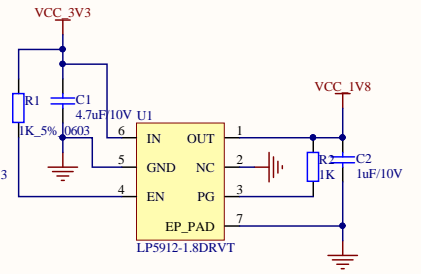 VCC_3V3
VCC_1V8
R1
C1
4.7uF/10V
U1
1K_5%_0603
6
IN
OUT
1
5
GND
NC
2
R2
1K
C2
1uF/10V
3
4
EN
PG
3
EP_PAD
7
LP5912-1.8DRVT